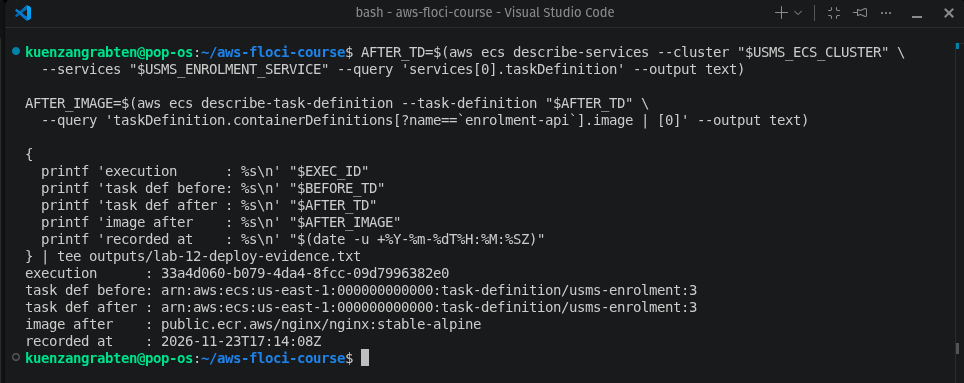 bash - aws-floci-course - Visual Studio Code
kuenzangrabten@pop-os:~/aws-floci-course$ AFTER_TD=$(aws ecs describe-services --cluster "$USMS_ECS_CLUSTER" \
  --services "$USMS_ENROLMENT_SERVICE" --query 'services[0].taskDefinition' --output text)
AFTER_IMAGE=$(aws ecs describe-task-definition --task-definition "$AFTER_TD" \
  --query 'taskDefinition.containerDefinitions[?name==`enrolment-api`].image | [0]' --output text)
{
  printf 'execution      : %s\n' "$EXEC_ID"
  printf 'task def before: %s\n' "$BEFORE_TD"
  printf 'task def after : %s\n' "$AFTER_TD"
  printf 'image after    : %s\n' "$AFTER_IMAGE"
  printf 'recorded at    : %s\n' "$(date -u +%Y-%m-%dT%H:%M:%SZ)"
} | tee outputs/lab-12-deploy-evidence.txt
execution      : 33a4d060-b079-4da4-8fcc-09d7996382e0
task def before: arn:aws:ecs:us-east-1:000000000000:task-definition/usms-enrolment:3
task def after : arn:aws:ecs:us-east-1:000000000000:task-definition/usms-enrolment:3
image after    : public.ecr.aws/nginx/nginx:stable-alpine
recorded at    : 2026-11-23T17:14:08Z
kuenzangrabten@pop-os:~/aws-floci-course$